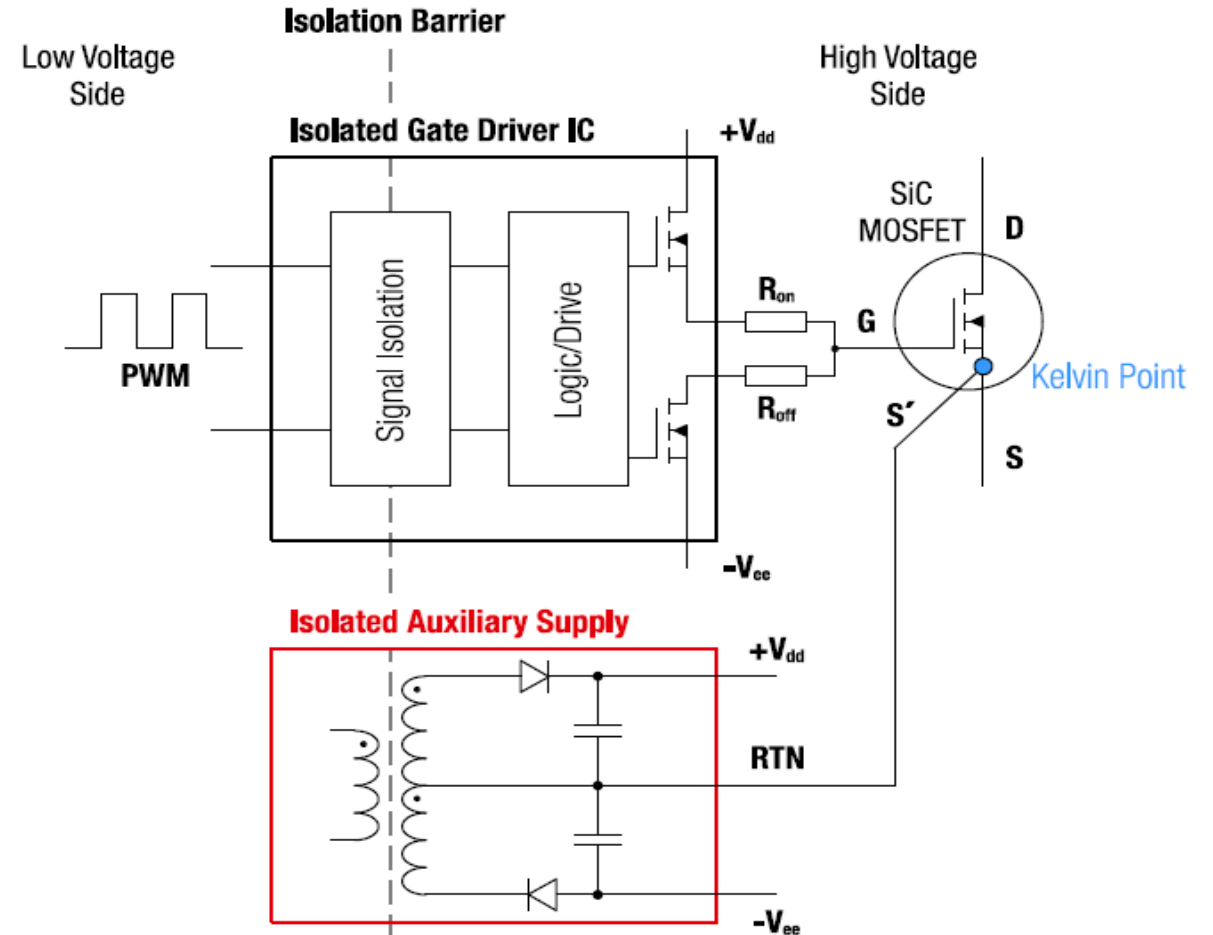 Isolation Barrier
Low Voltage
Side
High Voltage
Side
Isolated Gate Driver IC
+Vdd
SiC
MOSFET
D
Signal Isolation
Logic/Drive
Ron
G
PWM
Kelvin Point
Roff
S´
S
-Vee
Isolated Auxiliary Supply
+Vdd
RTN
-Vee